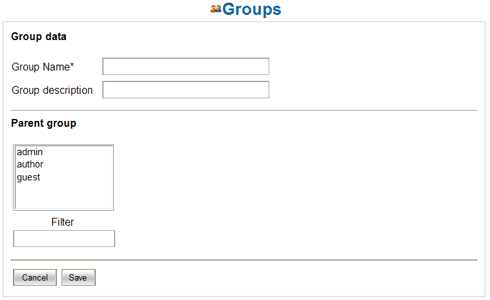 Groups
Group data
Group Name*
Group description
Parent group
admin
author
guest
Filter
Cancel Save